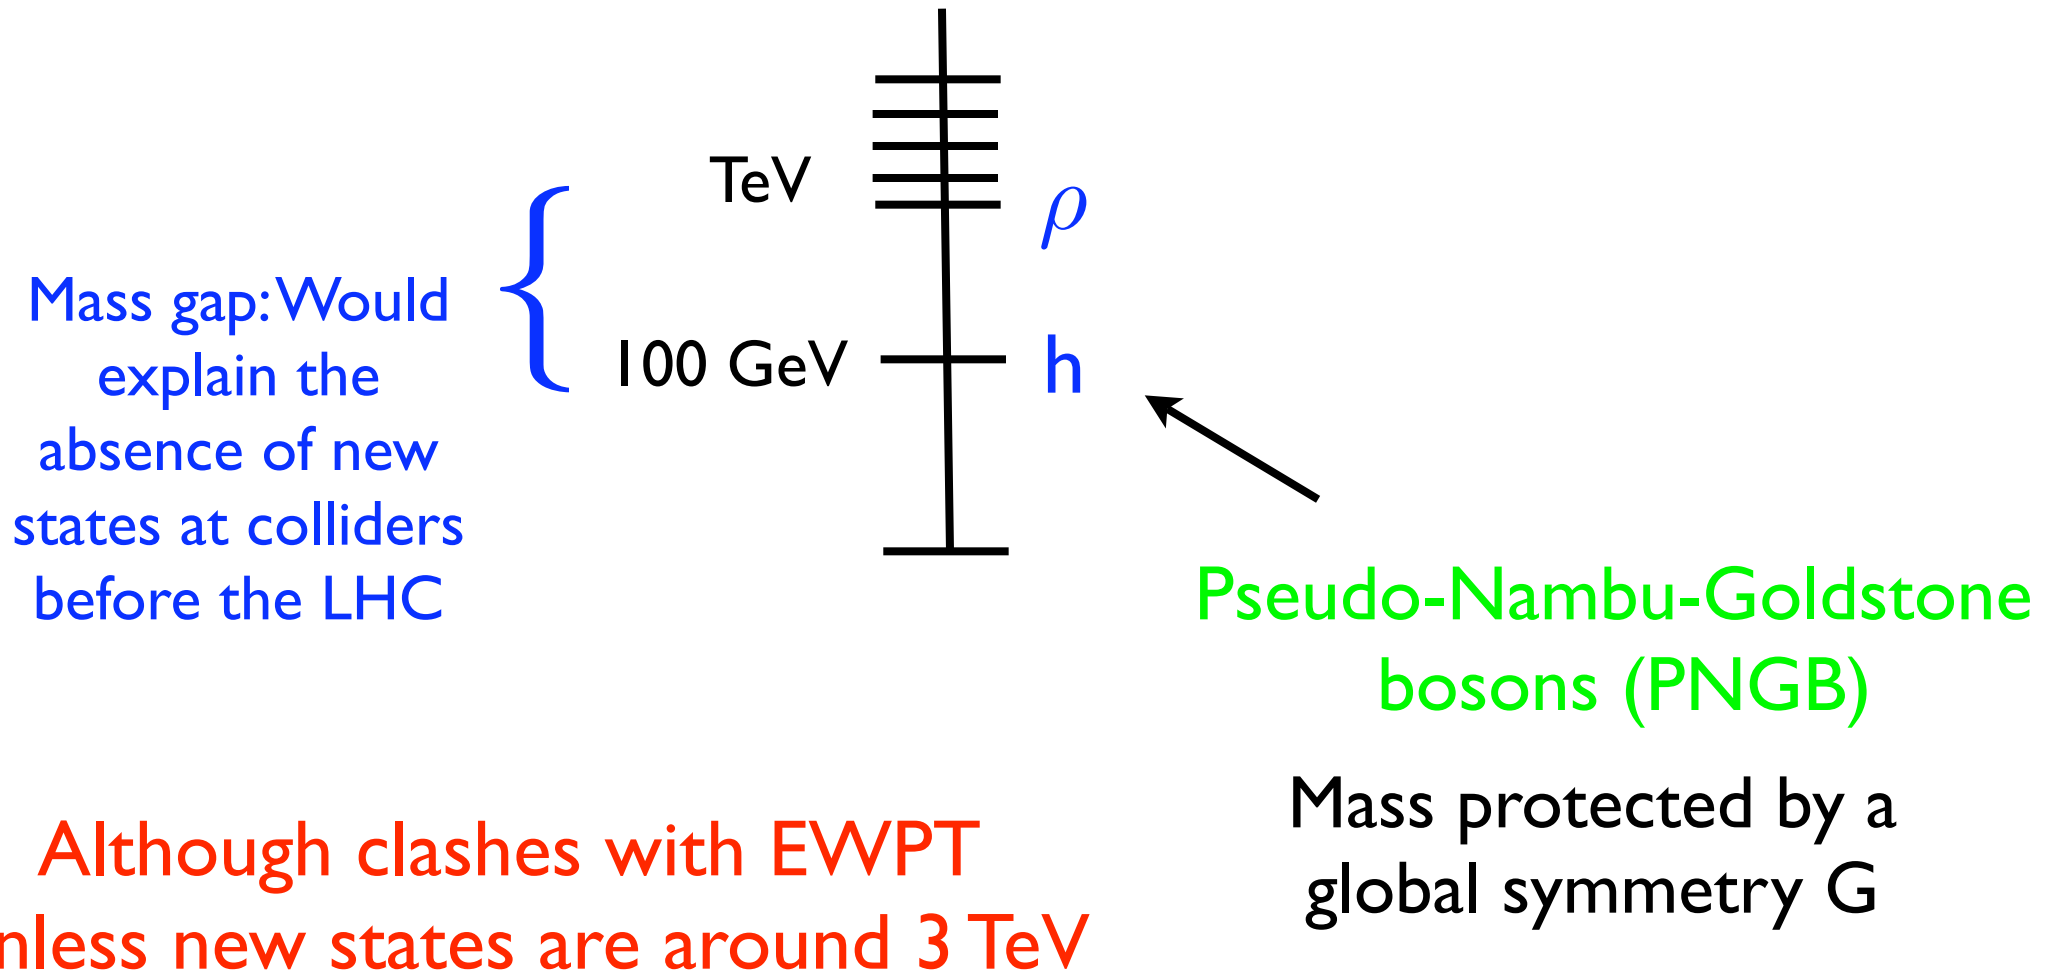 TeV
ρ
Mass gap: Would
explain the
absence of new
states at colliders
before the LHC
100 GeV
h
Pseudo-Nambu-Goldstone
bosons (PNGB)
Mass protected by a
global symmetry G
Although clashes with EWPT
nless new states are around 3 TeV